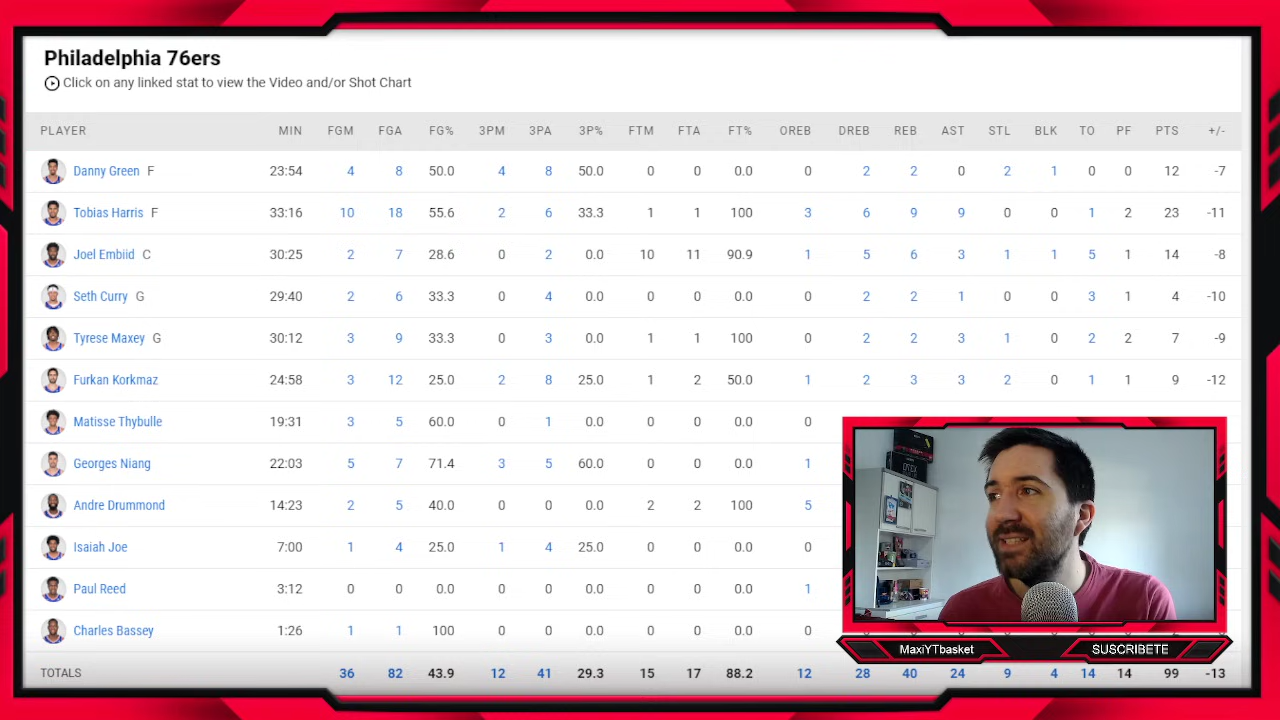 Philadelphia 76ers
Click on any linked stat to view the Video and/or Shot Chart
PLAYER MIN FGM FGA FG% 3PM 3PA 3P% FTM FTA FT% OREB DREB REB AST STL BLK TO PF PTS +/-
Danny Green F 23:54 4 8 50.0 4 8 50.0 0 0 0.0 0 2 2 0 2 1 0 0 12 -7
Tobias Harris F 33:16 10 18 55.6 2 6 33.3 1 1 100 3 6 9 9 0 0 1 2 23 -11
Joel Embiid C 30:25 2 7 28.6 0 2 0.0 10 11 90.9 1 5 6 3 1 1 5 1 14 -8
Seth Curry G 29:40 2 6 33.3 0 4 0.0 0 0 0.0 0 2 2 1 0 0 3 1 4 -10
Tyrese Maxey G 30:12 3 9 33.3 0 3 0.0 1 1 100 0 2 2 3 1 0 2 2 7 -9
Furkan Korkmaz 24:58 3 12 25.0 2 8 25.0 1 2 50.0 1 2 3 3 2 0 1 1 9 -12
Matisse Thybulle 19:31 3 5 60.0 0 1 0.0 0 0 0.0 0
Georges Niang 22:03 5 7 71.4 3 5 60.0 0 0 0.0 1
Andre Drummond 14:23 2 5 40.0 0 0 0.0 2 2 100 5
Isaiah Joe 7:00 1 4 25.0 1 4 25.0 0 0 0.0 0
Paul Reed 3:12 0 0 0.0 0 0 0.0 0 0 0.0 1
Charles Bassey 1:26 1 1 100 0 0 0.0 0 0 0.0 0
MaxiYTbasket SUSCRIBETE
TOTALS 36 82 43.9 12 41 29.3 15 17 88.2 12 28 40 24 9 4 14 14 99 -13